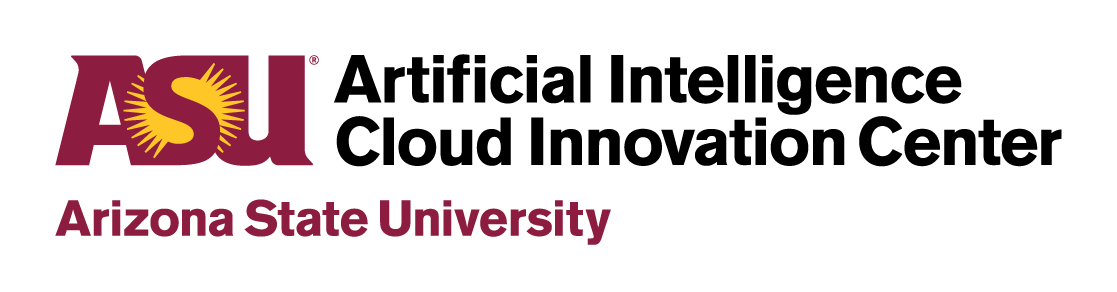 ASU®
Artificial Intelligence
Cloud Innovation Center
Arizona State University